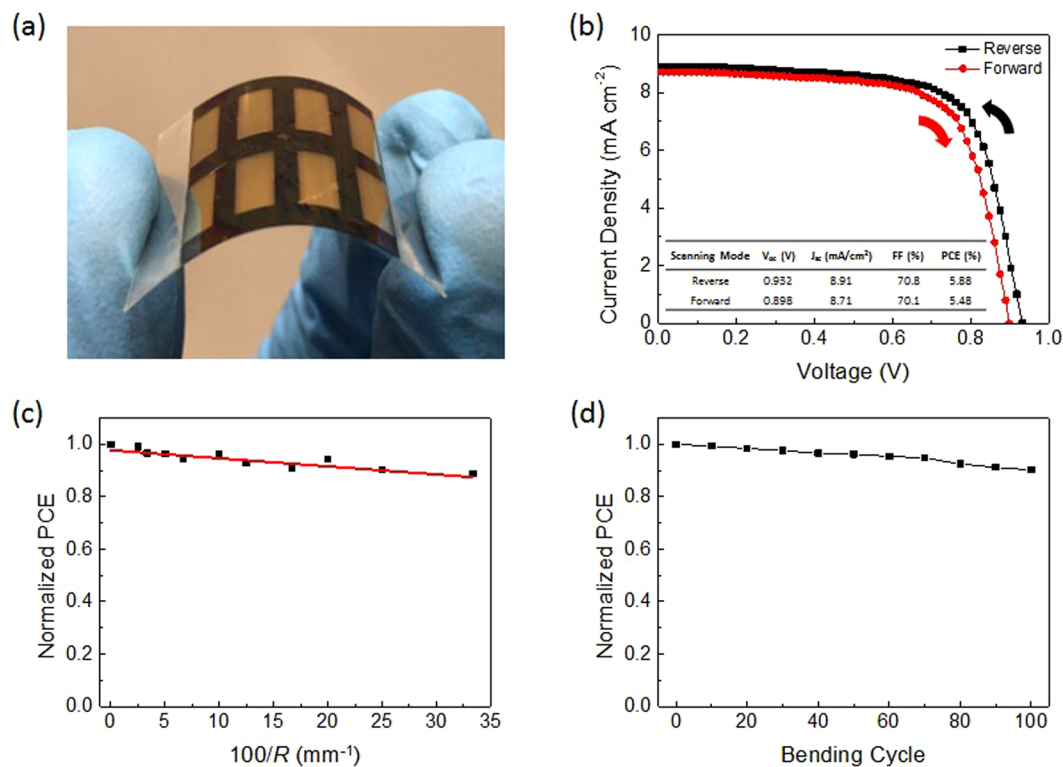 (a)
(b)
10
8
6
4
2
0
Current Density (mA cm⁻²)
Reverse
Forward
Scanning Mode Voc (V) Jsc (mA/cm²) FF (%) PCE (%)
Reverse 0.932 8.91 70.8 5.88
Forward 0.898 8.71 70.1 5.48
0.0 0.2 0.4 0.6 0.8 1.0
Voltage (V)
(c)
1.0
0.8
0.6
0.4
0.2
0.0
Normalized PCE
0 5 10 15 20 25 30 35
100/R (mm⁻¹)
(d)
1.0
0.8
0.6
0.4
0.2
0.0
Normalized PCE
0 20 40 60 80 100
Bending Cycle